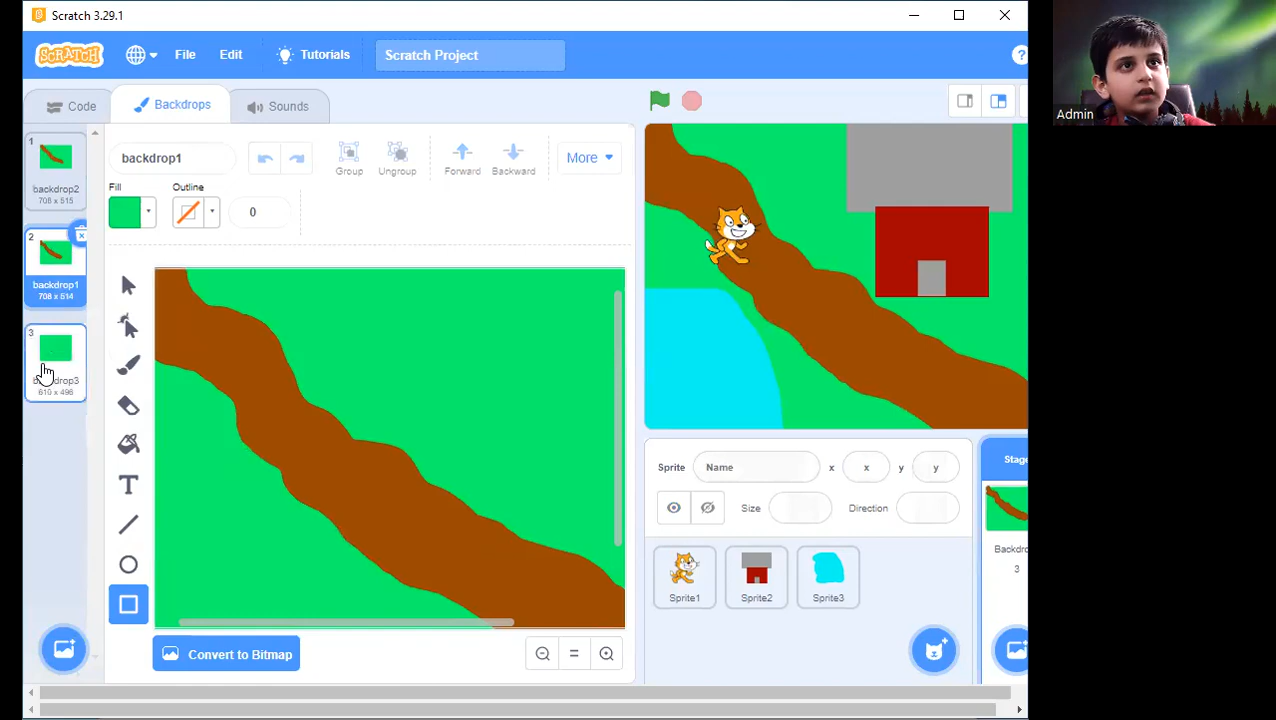 Scratch 3.29.1
SCRATCH
File
Edit
Tutorials
Scratch Project
?
Code
Backdrops
Sounds
1
backdrop2
708 x 515
2
backdrop1
708 x 514
3
610 x 496
backdrop1
Group
Ungroup
Forward
Backward
More
Fill
Outline
0
T
Convert to Bitmap
=
Sprite
Name
x
x
y
y
Size
Direction
Sprite1
Sprite2
Sprite3
Stage
3
Admin